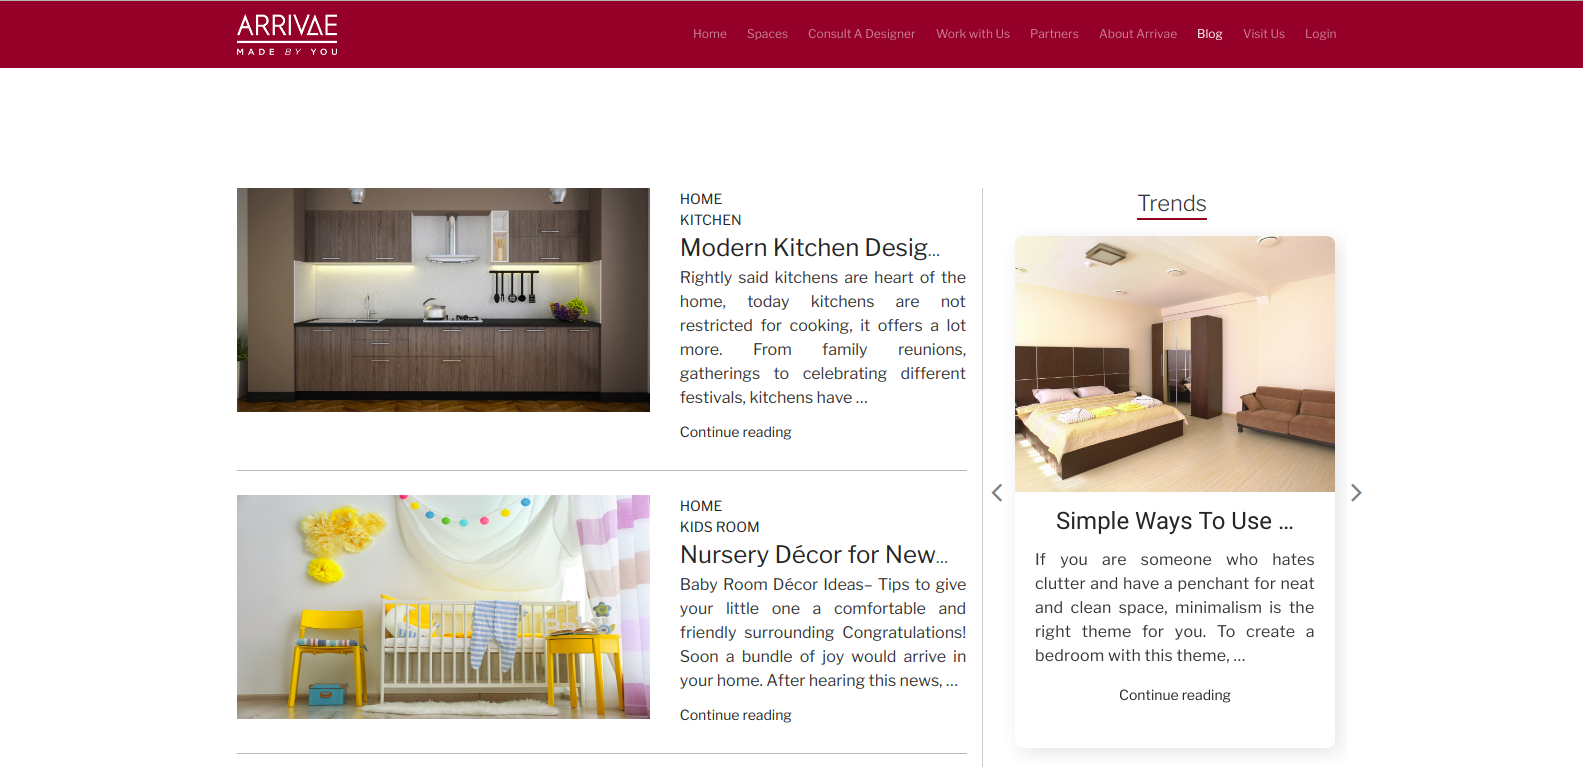 ARRIVAE
MADE BY YOU
Home Spaces Consult A Designer Work with Us Partners About Arrivae Blog Visit Us Login
HOME
KITCHEN
Modern Kitchen Desig...
Rightly said kitchens are heart of the
home, today kitchens are not
restricted for cooking, it offers a lot
more. From family reunions,
gatherings to celebrating different
festivals, kitchens have ...
Continue reading
HOME
KIDS ROOM
Nursery Décor for New...
Baby Room Décor Ideas– Tips to give
your little one a comfortable and
friendly surrounding Congratulations!
Soon a bundle of joy would arrive in
your home. After hearing this news, ...
Continue reading
Trends
Simple Ways To Use ...
If you are someone who hates
clutter and have a penchant for neat
and clean space, minimalism is the
right theme for you. To create a
bedroom with this theme, ...
Continue reading